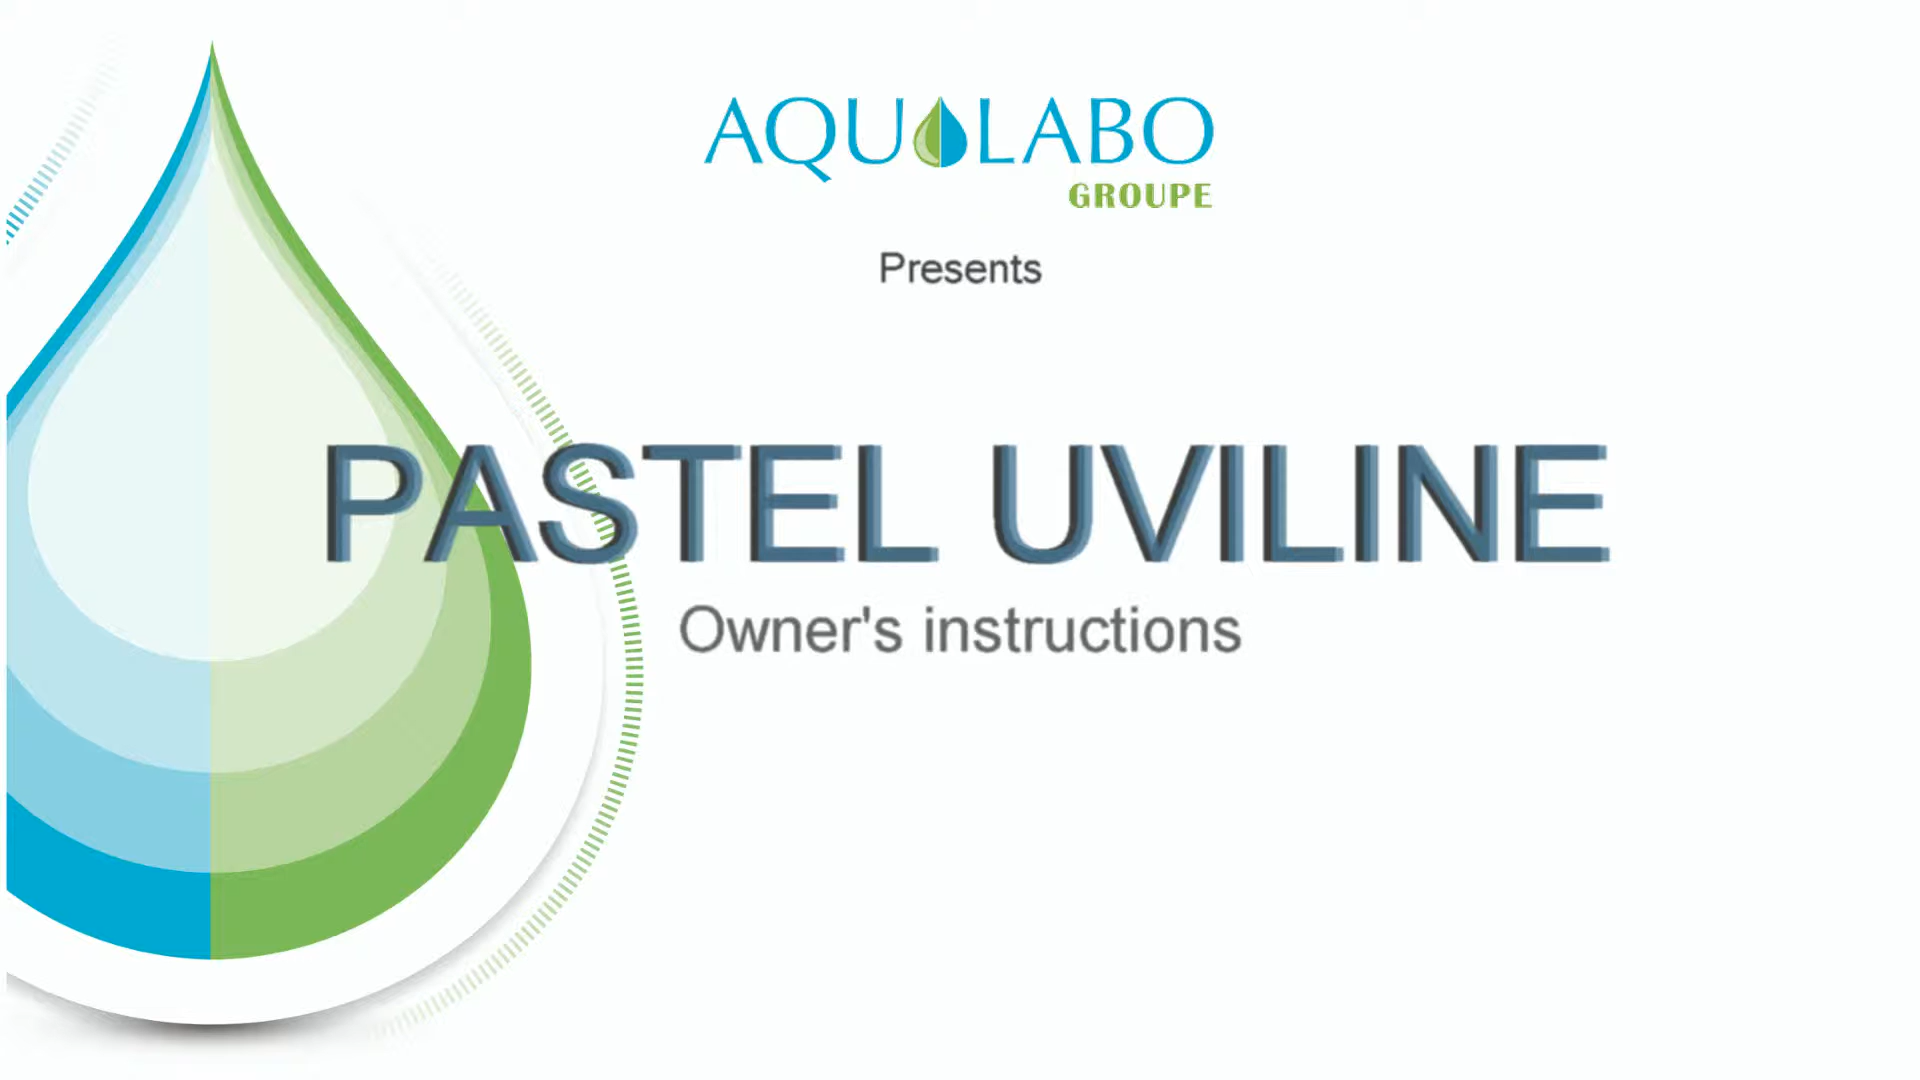 AQUALABO
GROUPE
Presents
PASTEL UVILINE
Owner's instructions